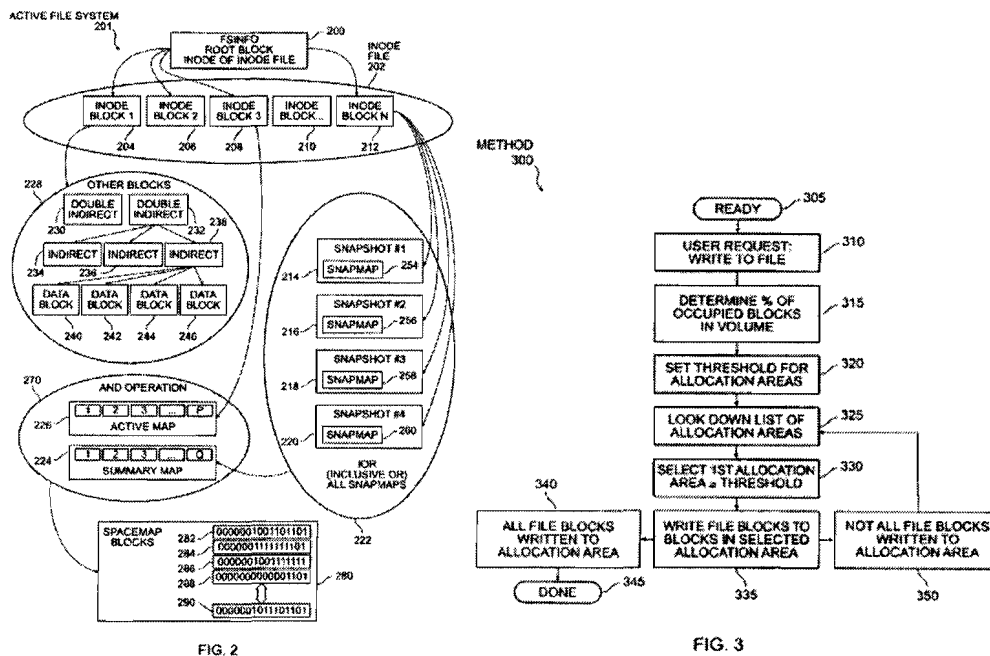 ACTIVE FILE SYSTEM
201
200
FSINFO
ROOT BLOCK
INODE OF INODE FILE
INODE
FILE
202
INODE
BLOCK 1
INODE
BLOCK 2
INODE
BLOCK 3
INODE
BLOCK...
INODE
BLOCK N
204
206
208
210
212
228
OTHER BLOCKS
DOUBLE
INDIRECT
DOUBLE
INDIRECT
230
232
238
INDIRECT
INDIRECT
INDIRECT
234
236
DATA
BLOCK
DATA
BLOCK
DATA
BLOCK
DATA
BLOCK
240
242
244
246
SNAPSHOT #1
214
SNAPMAP
254
SNAPSHOT #2
216
SNAPMAP
256
SNAPSHOT #3
218
SNAPMAP
258
SNAPSHOT #4
220
SNAPMAP
260
IOR
(INCLUSIVE OR)
ALL SNAPMAPS
222
270
AND OPERATION
1 2 3 ... P
226
ACTIVE MAP
1 2 3 ... Q
224
SUMMARY MAP
SPACEMAP
BLOCKS
282
0000001001101101
284
0000001111111101
286
0000001001111111
288
0000000000001101
280
290
0000001011101101
FIG. 2
METHOD
300
READY
305
USER REQUEST:
WRITE TO FILE
310
DETERMINE % OF
OCCUPIED BLOCKS
IN VOLUME
315
SET THRESHOLD FOR
ALLOCATION AREAS
320
LOOK DOWN LIST OF
ALLOCATION AREAS
325
SELECT 1ST ALLOCATION
AREA ≥ THRESHOLD
330
340
ALL FILE BLOCKS
WRITTEN TO
ALLOCATION AREA
WRITE FILE BLOCKS TO
BLOCKS IN SELECTED
ALLOCATION AREA
NOT ALL FILE BLOCKS
WRITTEN TO
ALLOCATION AREA
DONE
345
335
350
FIG. 3